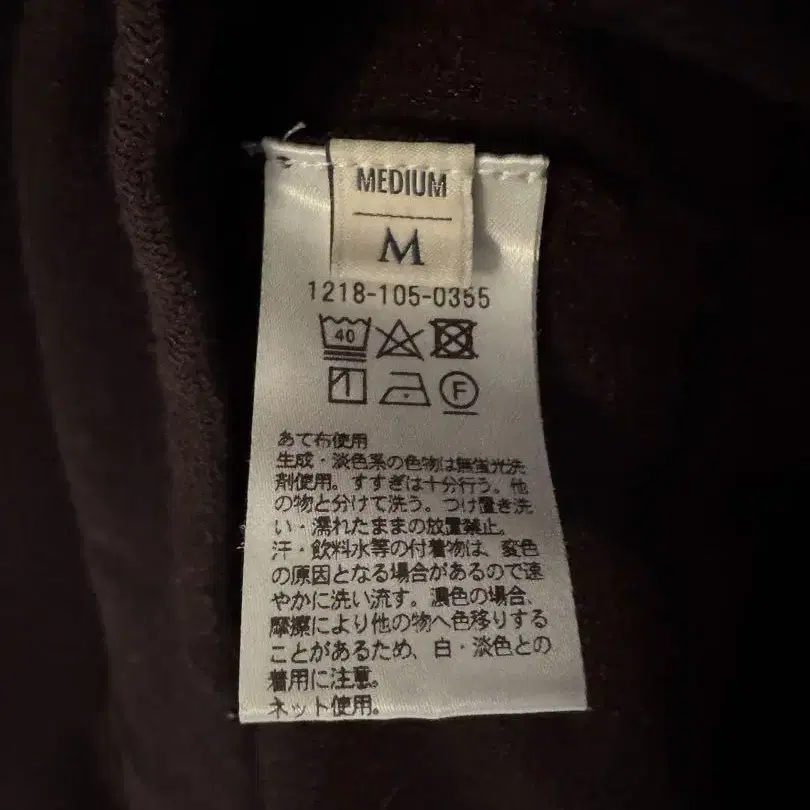 MEDIUM
M
1218-105-0355
40
F
あて布使用
生成・淡色系の色物は無蛍光洗
剤使用。すすぎは十分行う。他
の物と分けて洗う。つけ置き洗
い・濡れたままの放置禁止。
汗・飲料水等の付着物は、変色
の原因となる場合があるので速
やかに洗い流す。濃色の場合、
摩擦により他の物へ色移りする
ことがあるため、白・淡色との
着用に注意。
ネット使用。